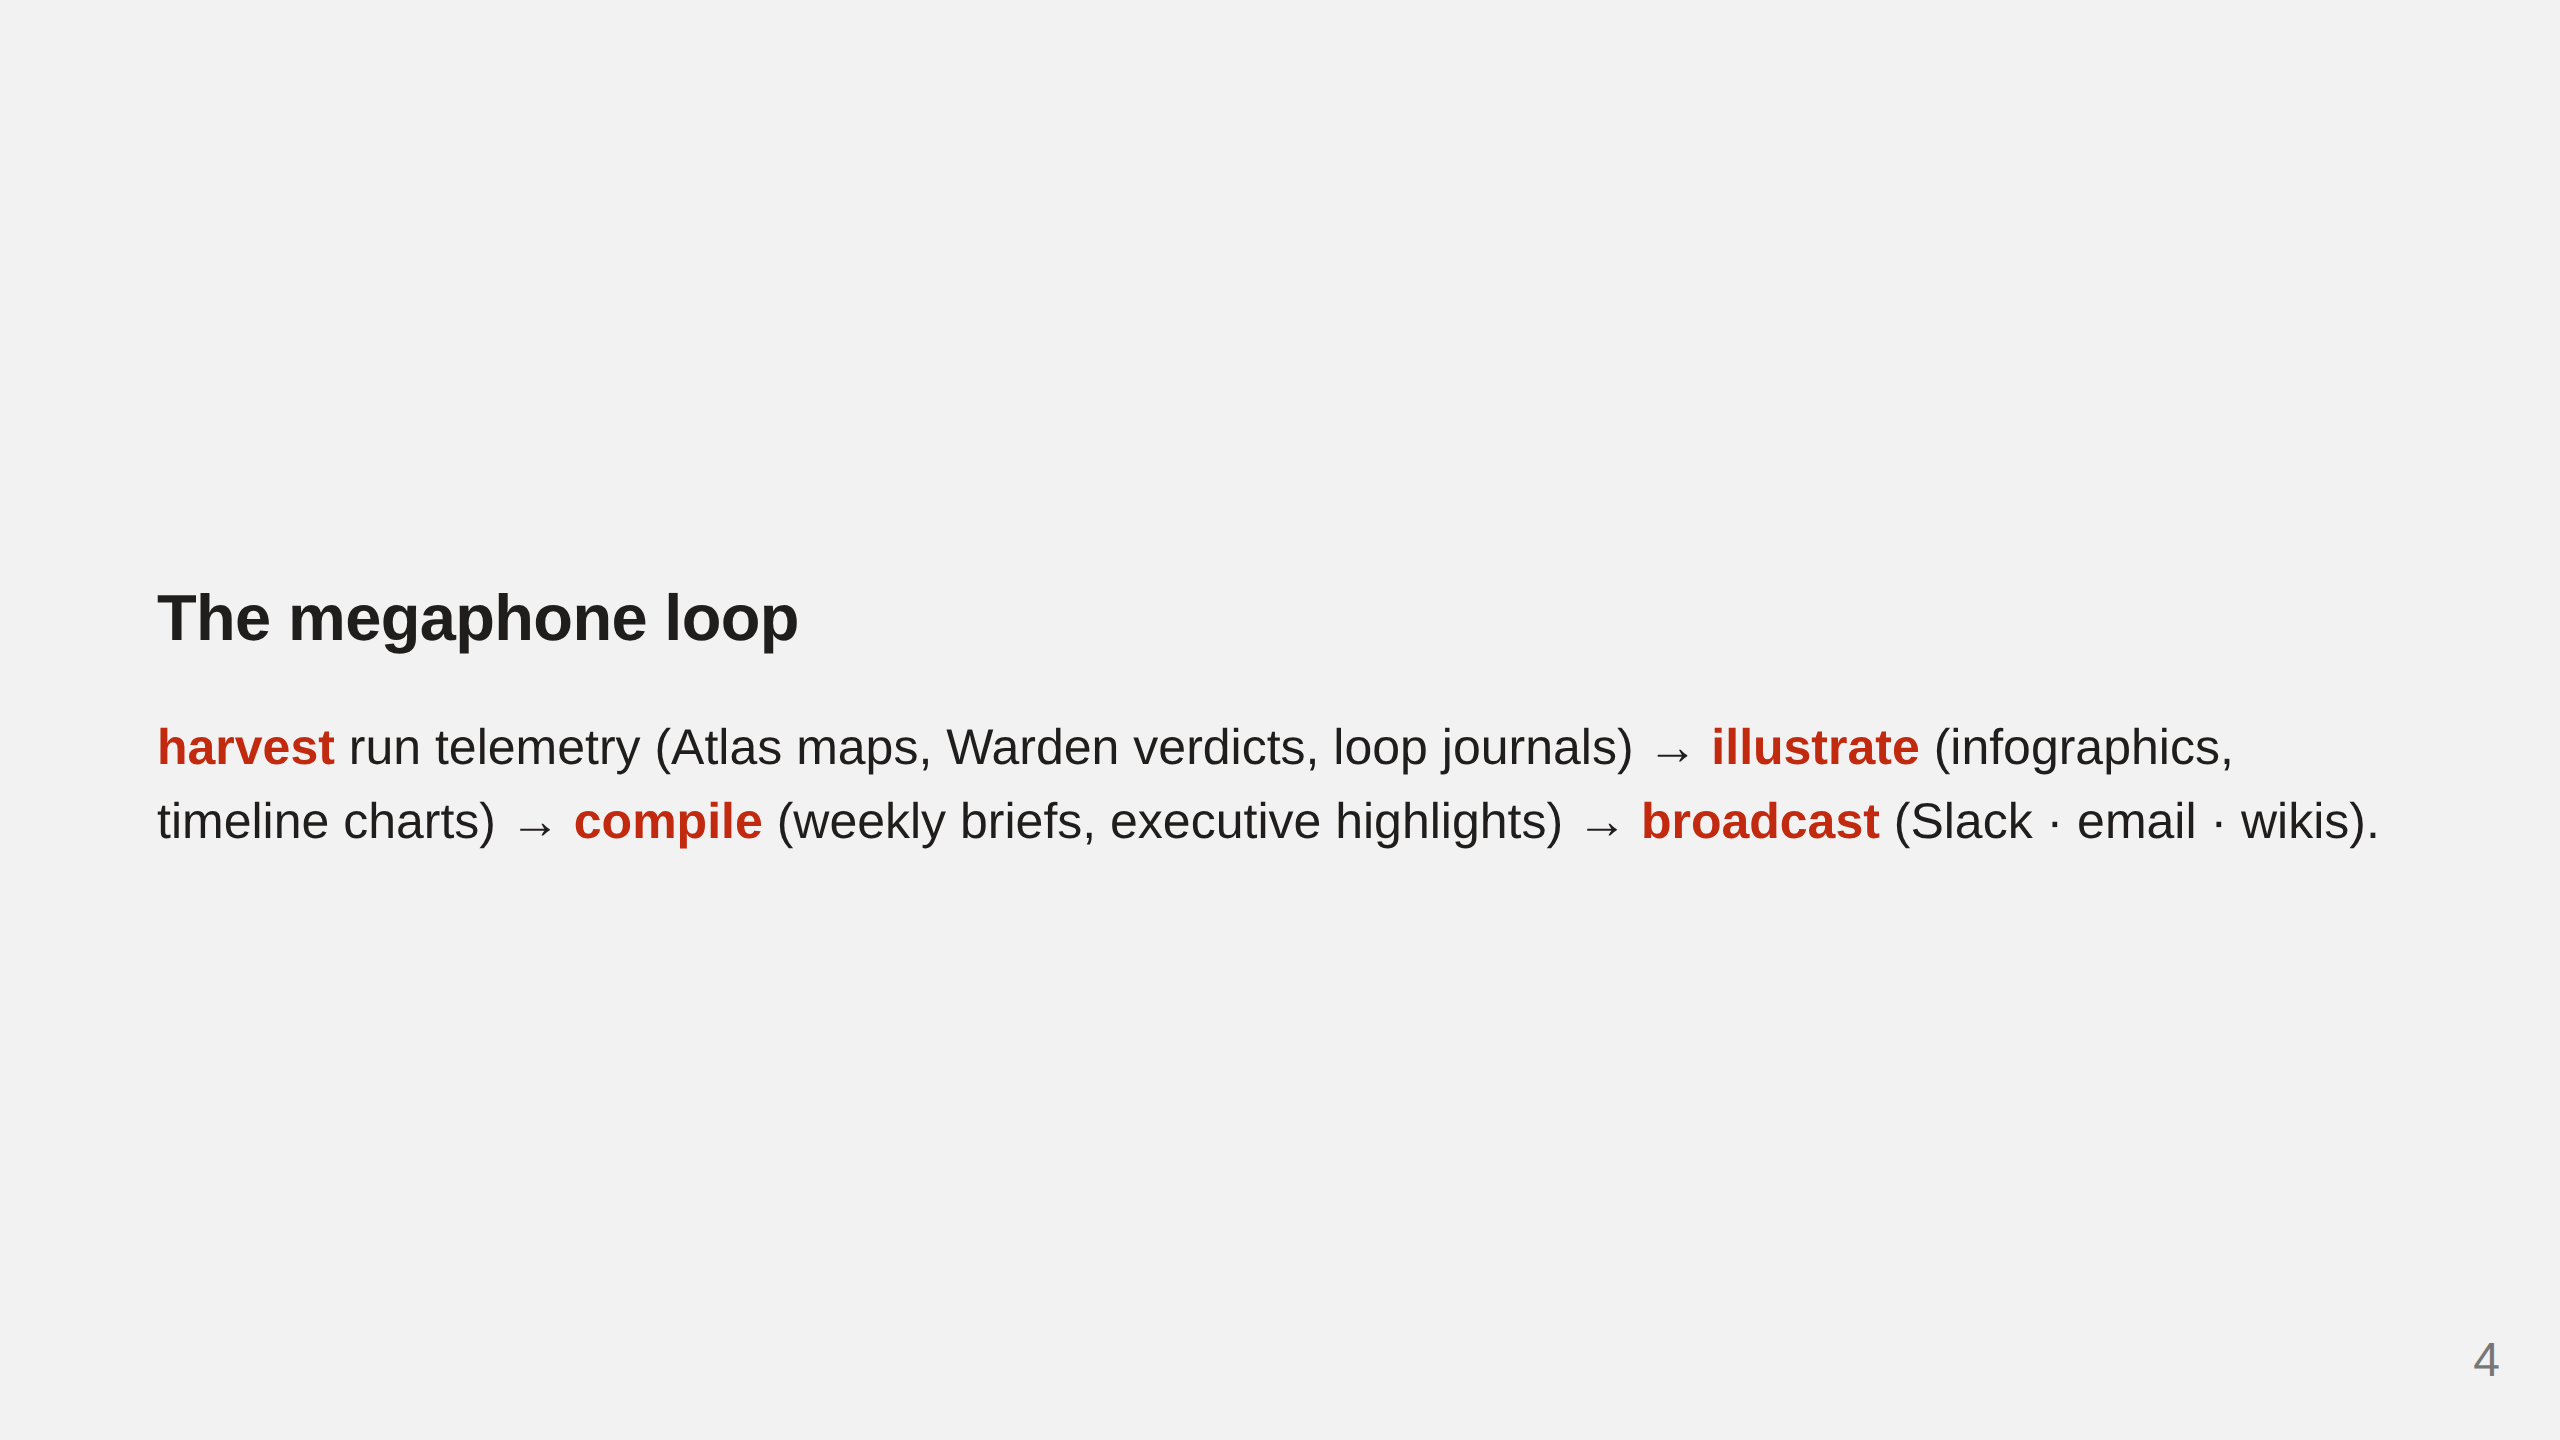 The megaphone loop
harvest run telemetry (Atlas maps, Warden verdicts, loop journals) → illustrate (infographics,
timeline charts) → compile (weekly briefs, executive highlights) → broadcast (Slack · email · wikis).
4